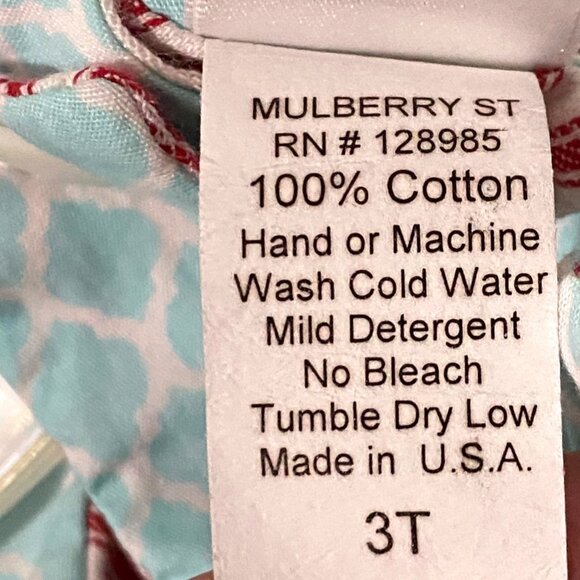 MULBERRY ST
RN # 128985
100% Cotton
Hand or Machine
Wash Cold Water
Mild Detergent
No Bleach
Tumble Dry Low
Made in U.S.A.
3T